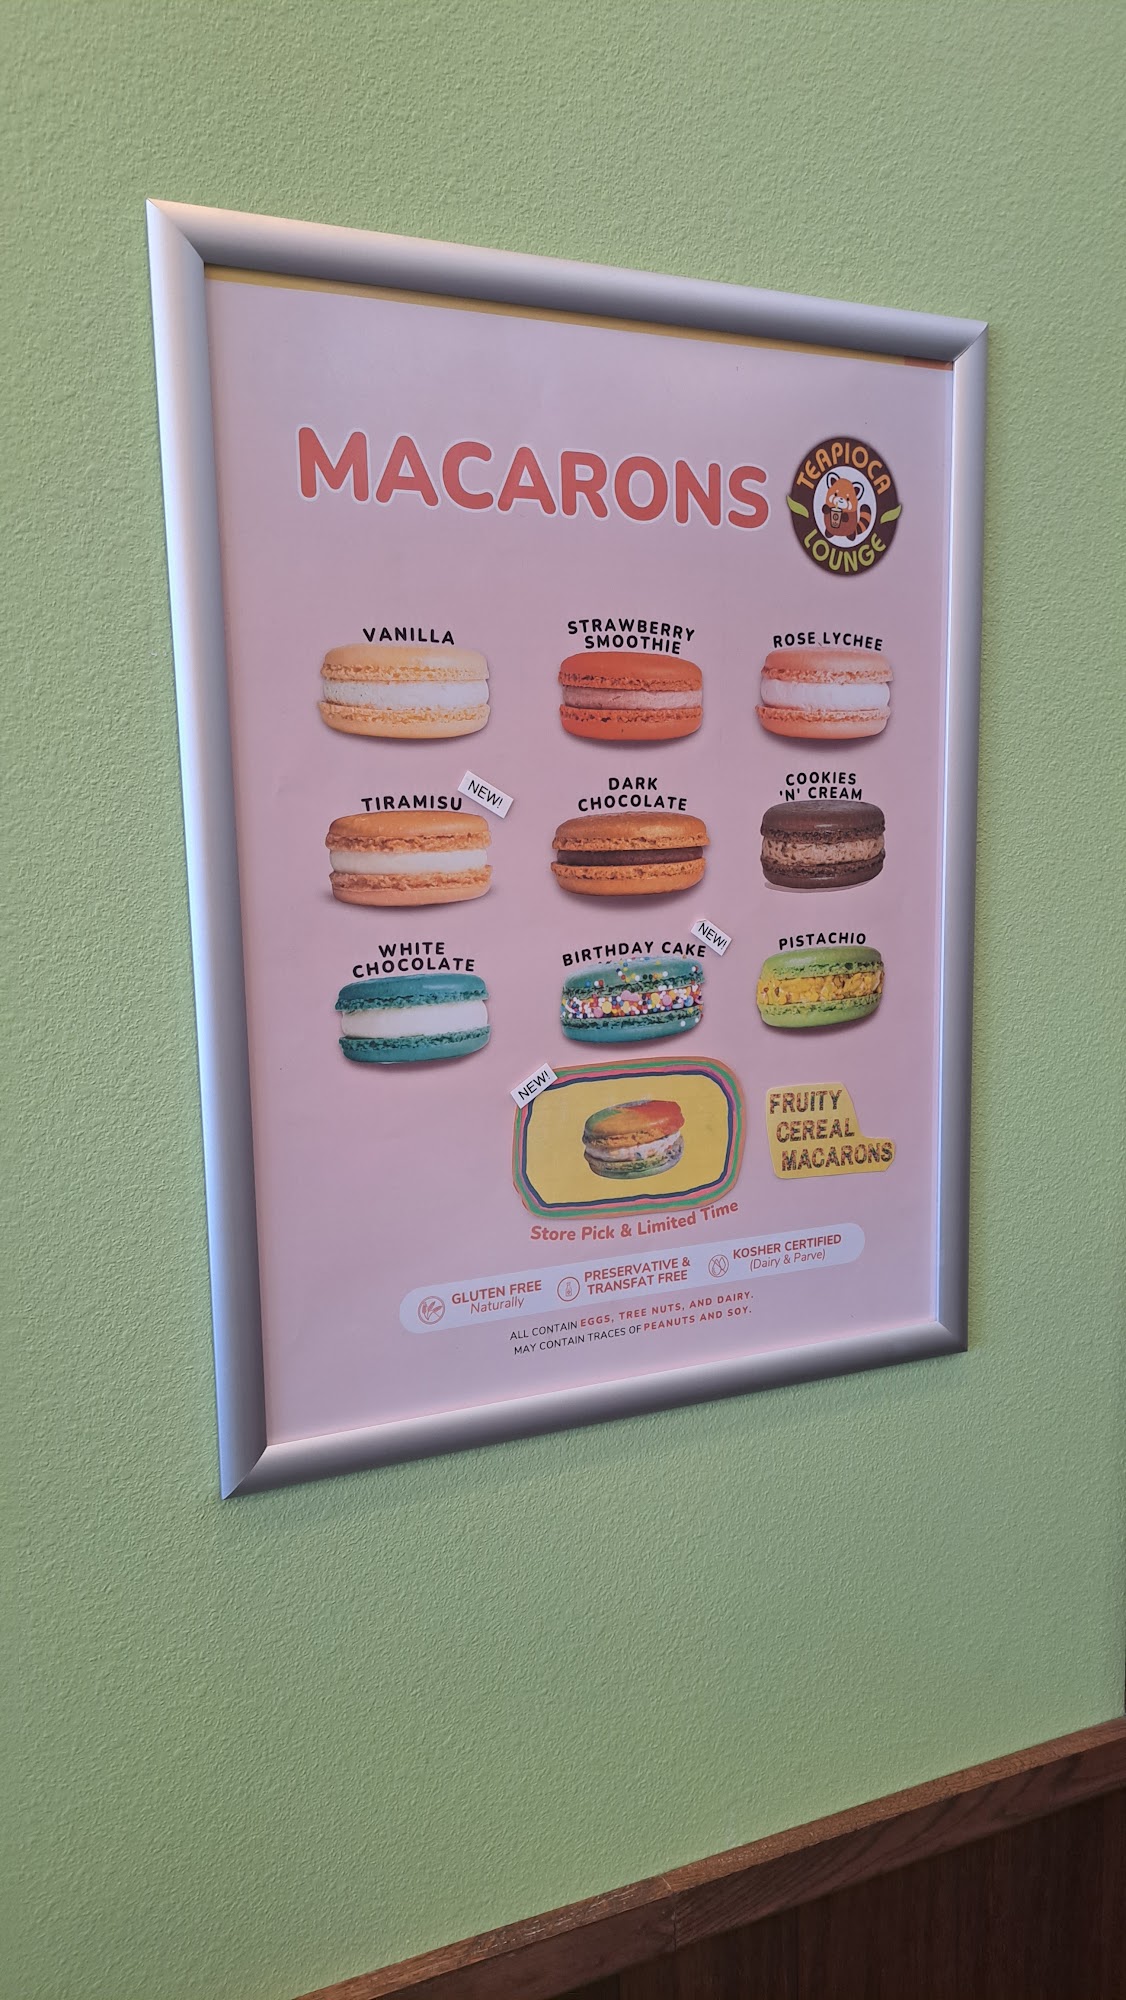 MACARONS
TEAPIOCA
LOUNGE
VANILLA
STRAWBERRY
SMOOTHIE
ROSE LYCHEE
TIRAMISU
NEW!
DARK
CHOCOLATE
COOKIES
'N' CREAM
WHITE
CHOCOLATE
BIRTHDAY CAKE
NEW!
PISTACHIO
NEW!
FRUITY
CEREAL
MACARONS
Store Pick & Limited Time
GLUTEN FREE
Naturally
PRESERVATIVE &
TRANSFAT FREE
KOSHER CERTIFIED
(Dairy & Parve)
ALL CONTAIN EGGS, TREE NUTS, AND DAIRY.
MAY CONTAIN TRACES OF PEANUTS AND SOY.